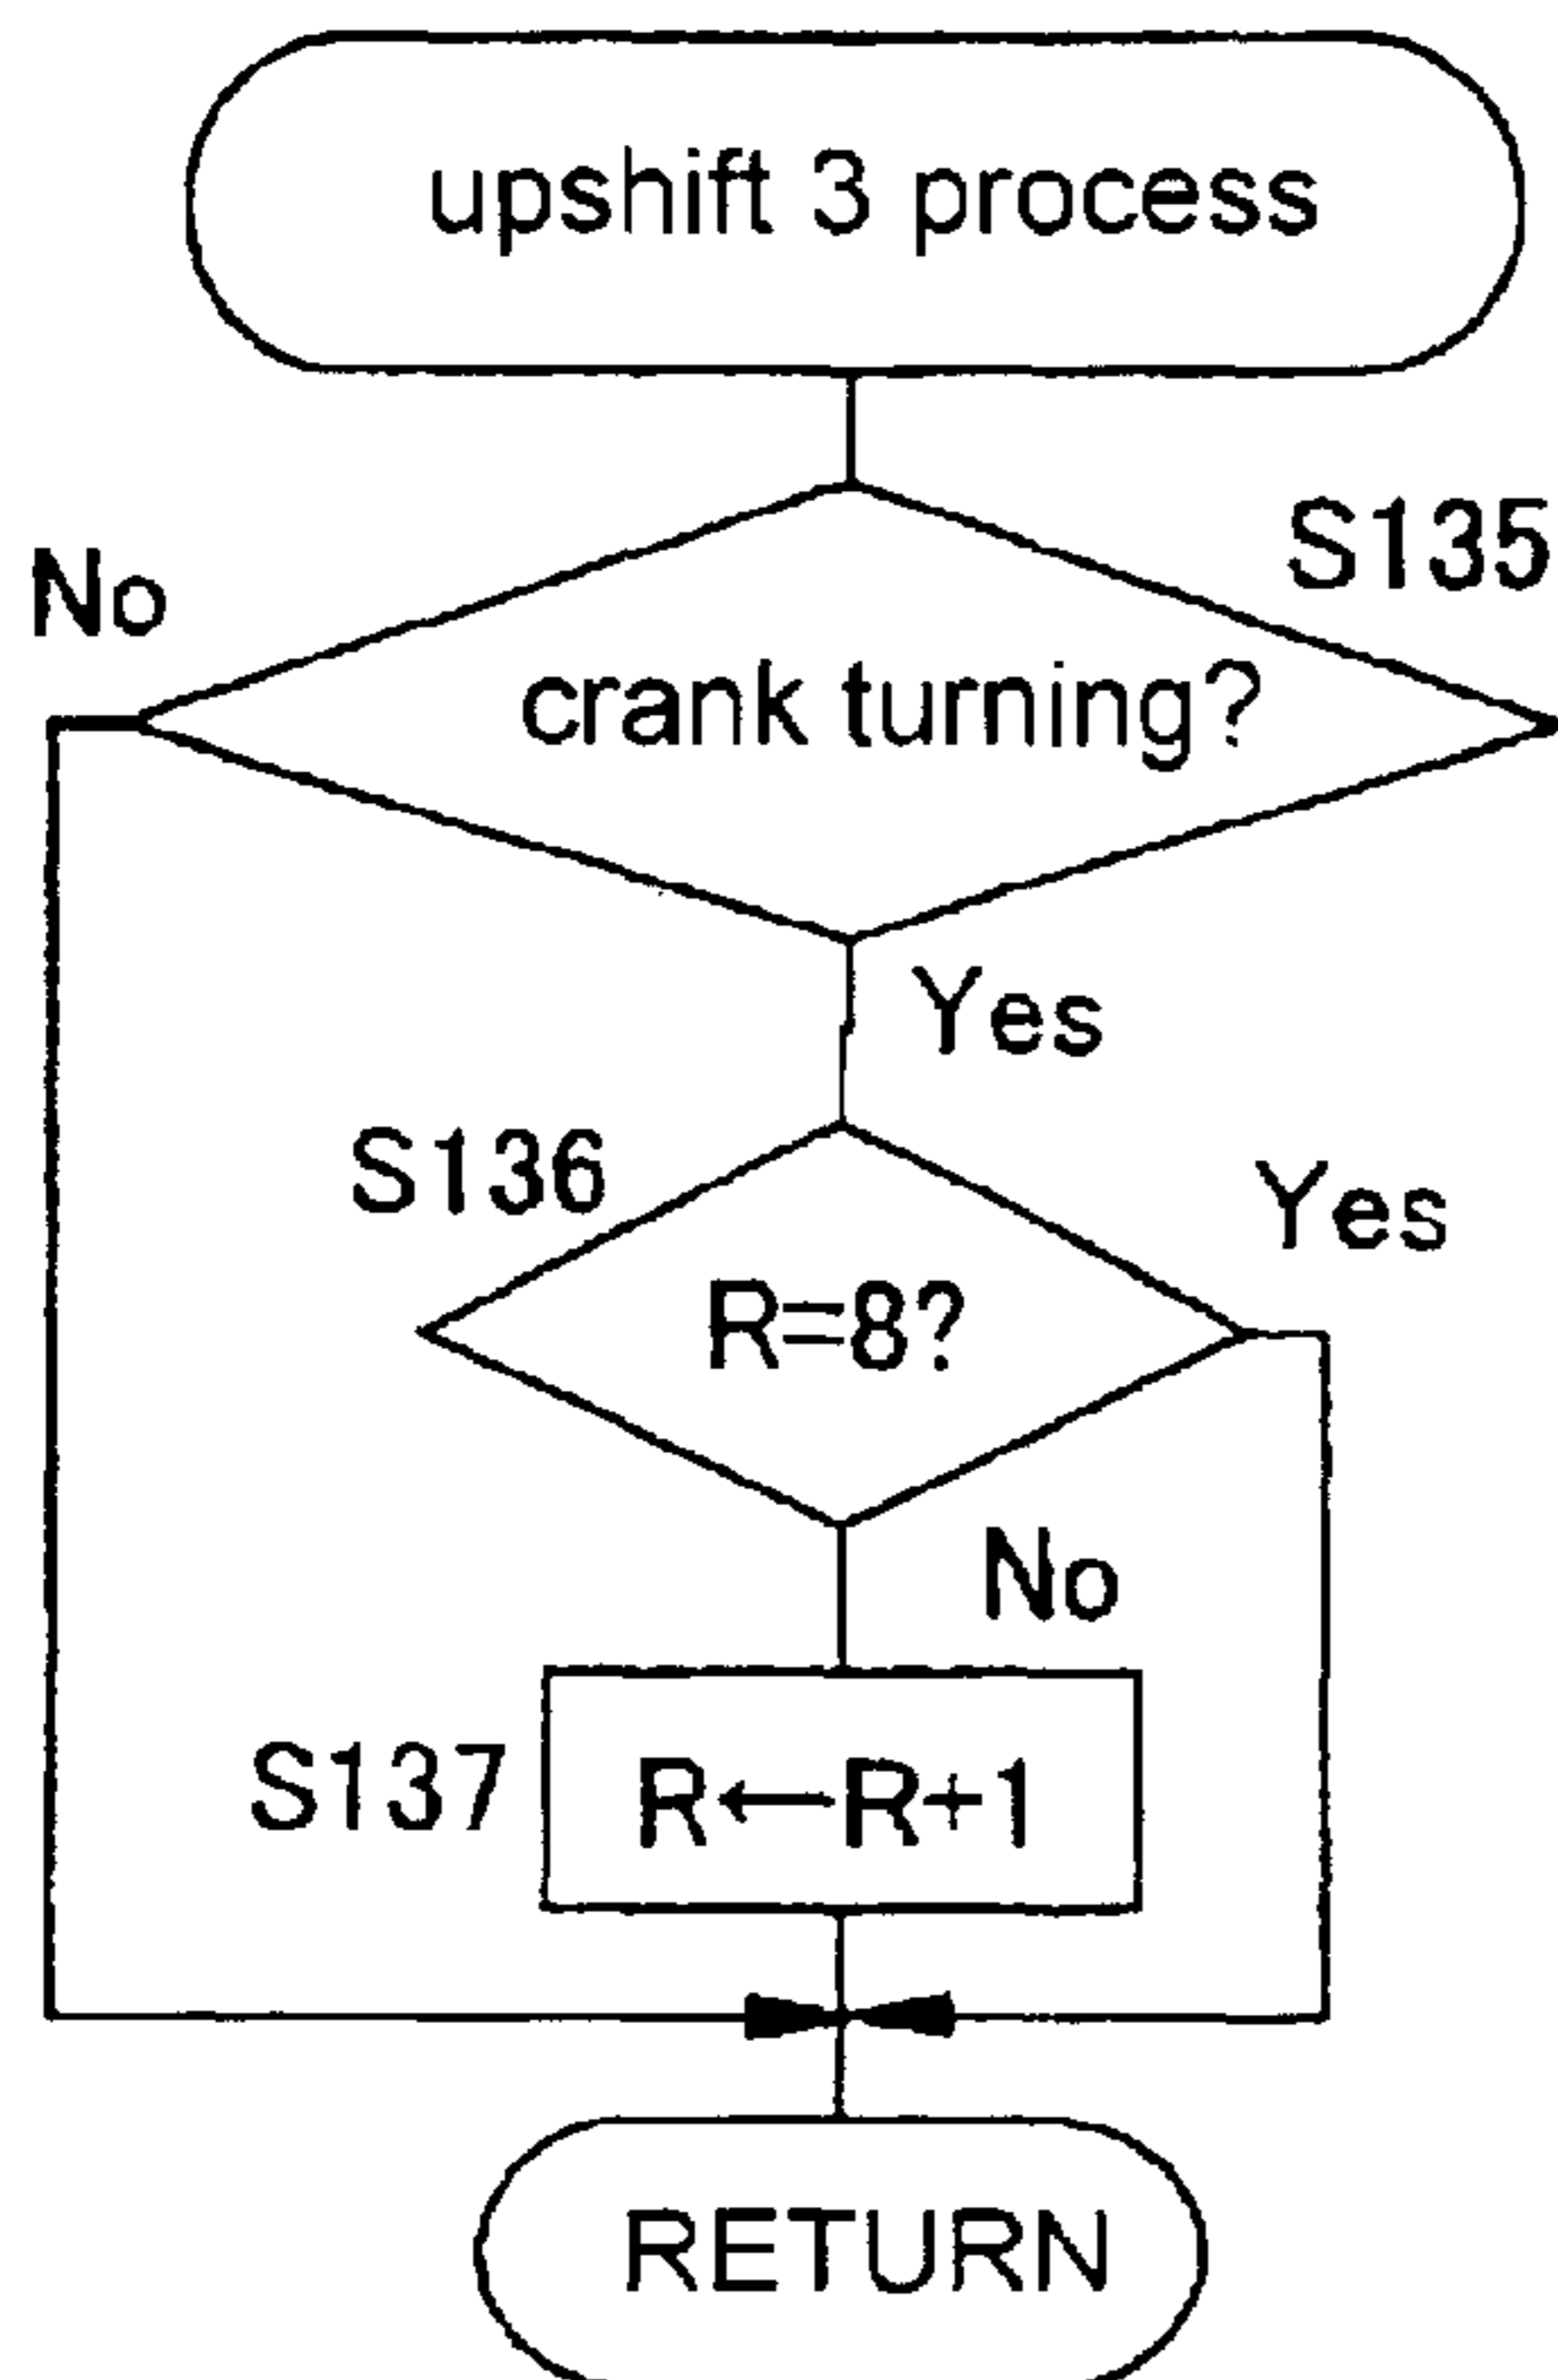 upshift 3 process
S135
No
crank turning?
Yes
S136
Yes
R=8?
No
S137
R←R+1
RETURN